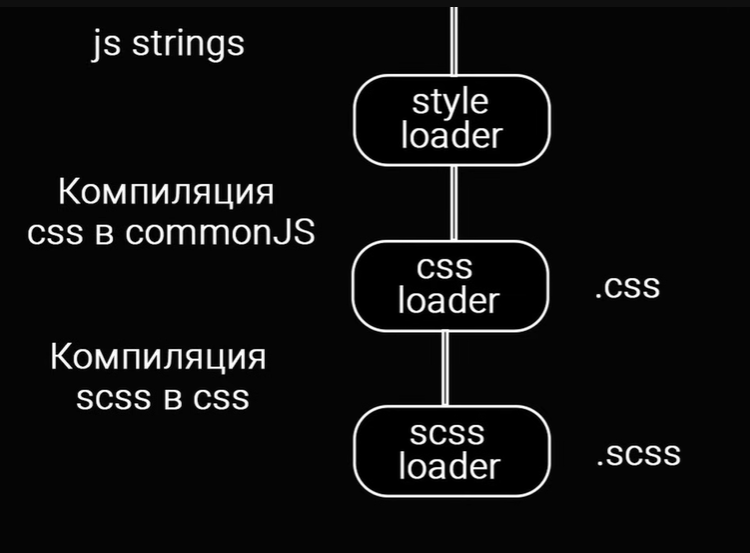 js strings
style
loader
Компиляция
css в commonJS
css
loader
.css
Компиляция
scss в css
scss
loader
.scss